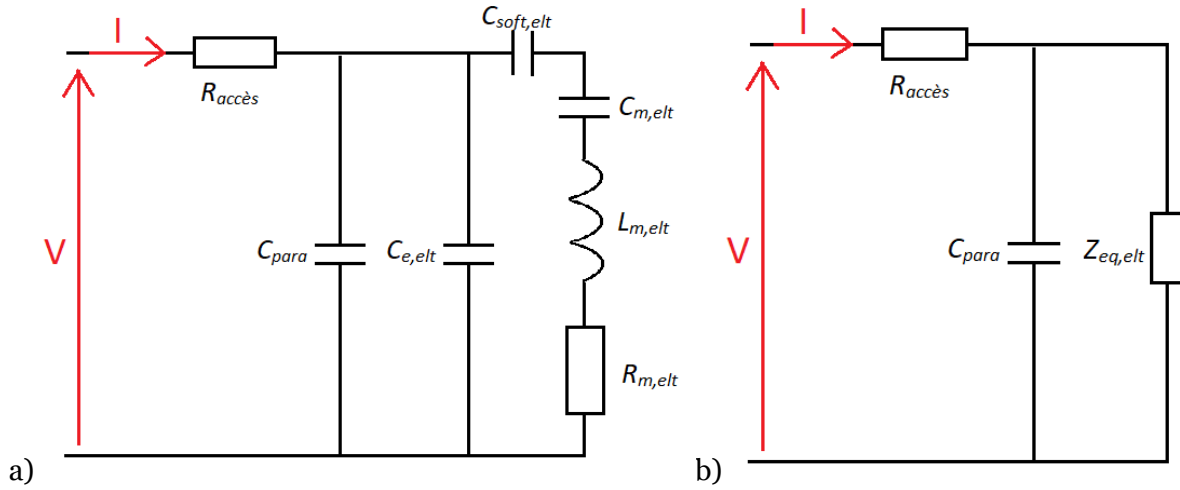 I
R_accès
C_soft,elt
C_m,elt
L_m,elt
V
C_para
C_e,elt
R_m,elt
a)
I
R_accès
V
C_para
Z_eq,elt
b)